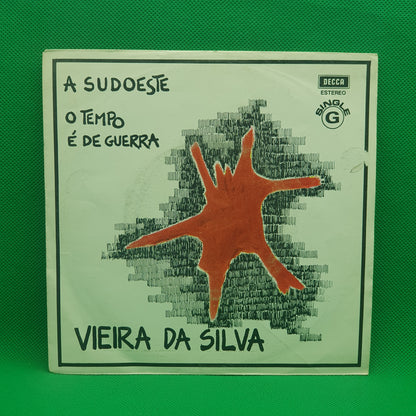 A SUDOESTE
O TEMPO
É DE GUERRA
DECCA
ESTEREO
SINGLE
G
VIEIRA DA SILVA